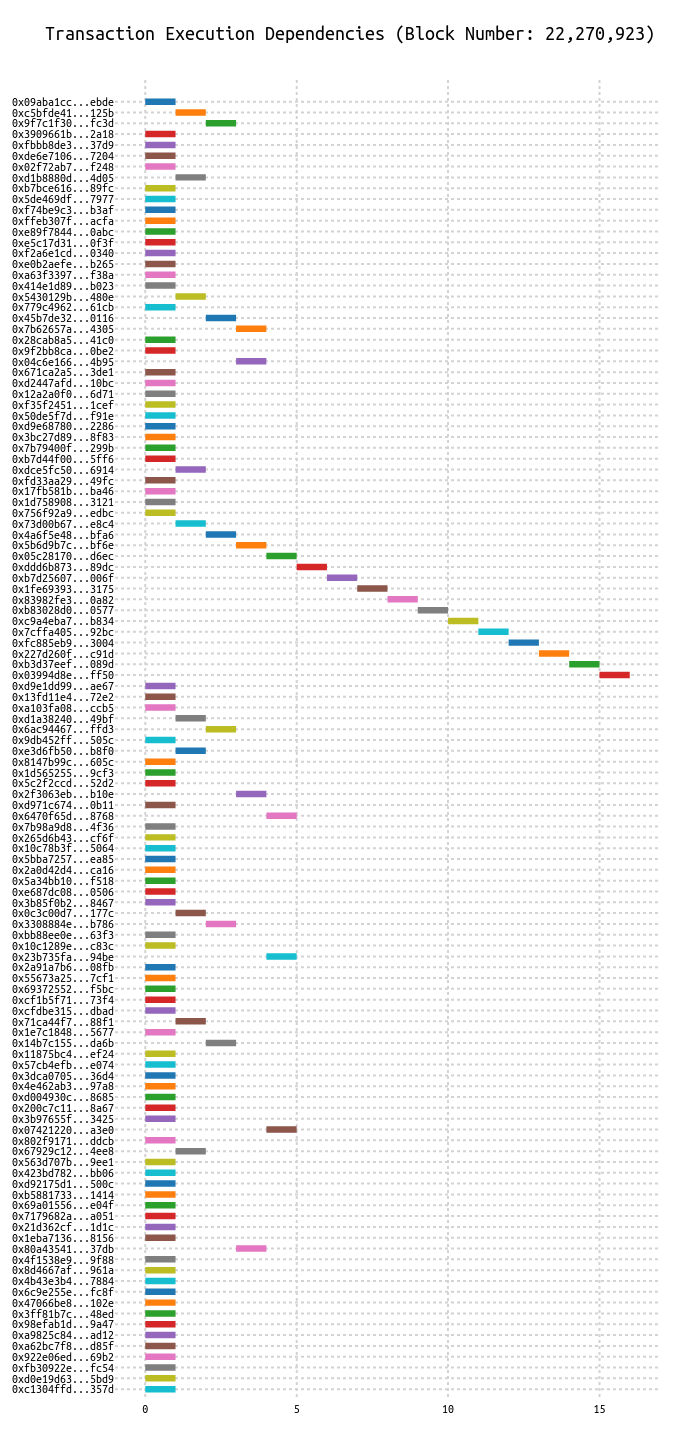 Transaction Execution Dependencies (Block Number: 22,270,923)
0x09aba1cc...ebde
0xc5bfde41...125b
0x9f7c1f30...fc3d
0x3909661b...2a18
0xfbbb8de3...37d9
0xde6e7106...7204
0x02f72ab7...f248
0xd1b8880d...4d05
0xb7bce616...89fc
0x5de469df...7977
0xf74be9c3...b3af
0xffeb307f...acfa
0xe89f7844...0abc
0xe5c17d31...0f3f
0xf2a6e1cd...0340
0xe0b2aefe...b265
0xa63f3397...f38a
0x414e1d89...b023
0x5430129b...480e
0x779c4962...61cb
0x45b7de32...0116
0x7b62657a...4305
0x28cab8a5...41c0
0x9f2bb8ca...0be2
0x04c6e166...4b95
0x671ca2a5...3de1
0xd2447afd...10bc
0x12a2a0f0...6d71
0xf35f2451...1cef
0x50de5f7d...f91e
0xd9e68780...2286
0x3bc27d89...8f83
0x7b79400f...299b
0xb7d44f00...5ff6
0xdce5fc50...6914
0xfd33aa29...49fc
0x17fb581b...ba46
0x1d758908...3121
0x756f92a9...edbc
0x73d00b67...e8c4
0x4a6f5e48...bfa6
0x5b6d9b7c...bf6e
0x05c28170...d6ec
0xddd6b873...89dc
0xb7d25607...006f
0x1fe69393...3175
0x83982fe3...0a82
0xb83028d0...0577
0xc9a4eba7...b834
0x7cffa405...92bc
0xfc885eb9...3004
0x227d260f...c91d
0xb3d37eef...089d
0x03994d8e...ff50
0xd9e1dd99...ae67
0x13fd11e4...72e2
0xa103fa08...ccb5
0xd1a38240...49bf
0x6ac94467...ffd3
0x9db452ff...505c
0xe3d6fb50...b8f0
0x8147b99c...605c
0x1d565255...9cf3
0x5c2f2ccd...52d2
0x2f3063eb...b10e
0xd971c674...0b11
0x6470f65d...8768
0x7b98a9d8...4f36
0x265d6b43...cf6f
0x10c78b3f...5064
0x5bba7257...ea85
0x2a0d42d4...ca16
0x5a34bb10...f518
0xe687dc08...0506
0x3b85f0b2...8467
0x0c3c00d7...177c
0x3308884e...b786
0xbb88ee0e...63f3
0x10c1289e...c83c
0x23b735fa...94be
0x2a91a7b6...08fb
0x55673a25...7cf1
0x69372552...f5bc
0xcf1b5f71...73f4
0xcfdbe315...dbad
0x71ca44f7...88f1
0x1e7c1848...5677
0x14b7c155...da6b
0x11875bc4...ef24
0x57cb4efb...e074
0x3dca0705...36d4
0x4e462ab3...97a8
0xd004930c...8685
0x200c7c11...8a67
0x3b97655f...3425
0x07421220...a3e0
0x802f9171...ddcb
0x67929c12...4ee8
0x563d707b...9ee1
0x423bd782...bb06
0xd92175d1...500c
0xb5881733...1414
0x69a01556...e04f
0x7179682a...a051
0x21d362cf...1d1c
0x1eba7136...8156
0x80a43541...37db
0x4f1538e9...9f88
0x8d4667af...961a
0x4b43e3b4...7884
0x6c9e255e...fc8f
0x47066be8...102e
0x3ff81b7c...48ed
0x98efab1d...9a47
0xa9825c84...ad12
0xa62bc7f8...d85f
0x922e06ed...69b2
0xfb30922e...fc54
0xd0e19d63...5bd9
0xc1304ffd...357d
0 5 10 15